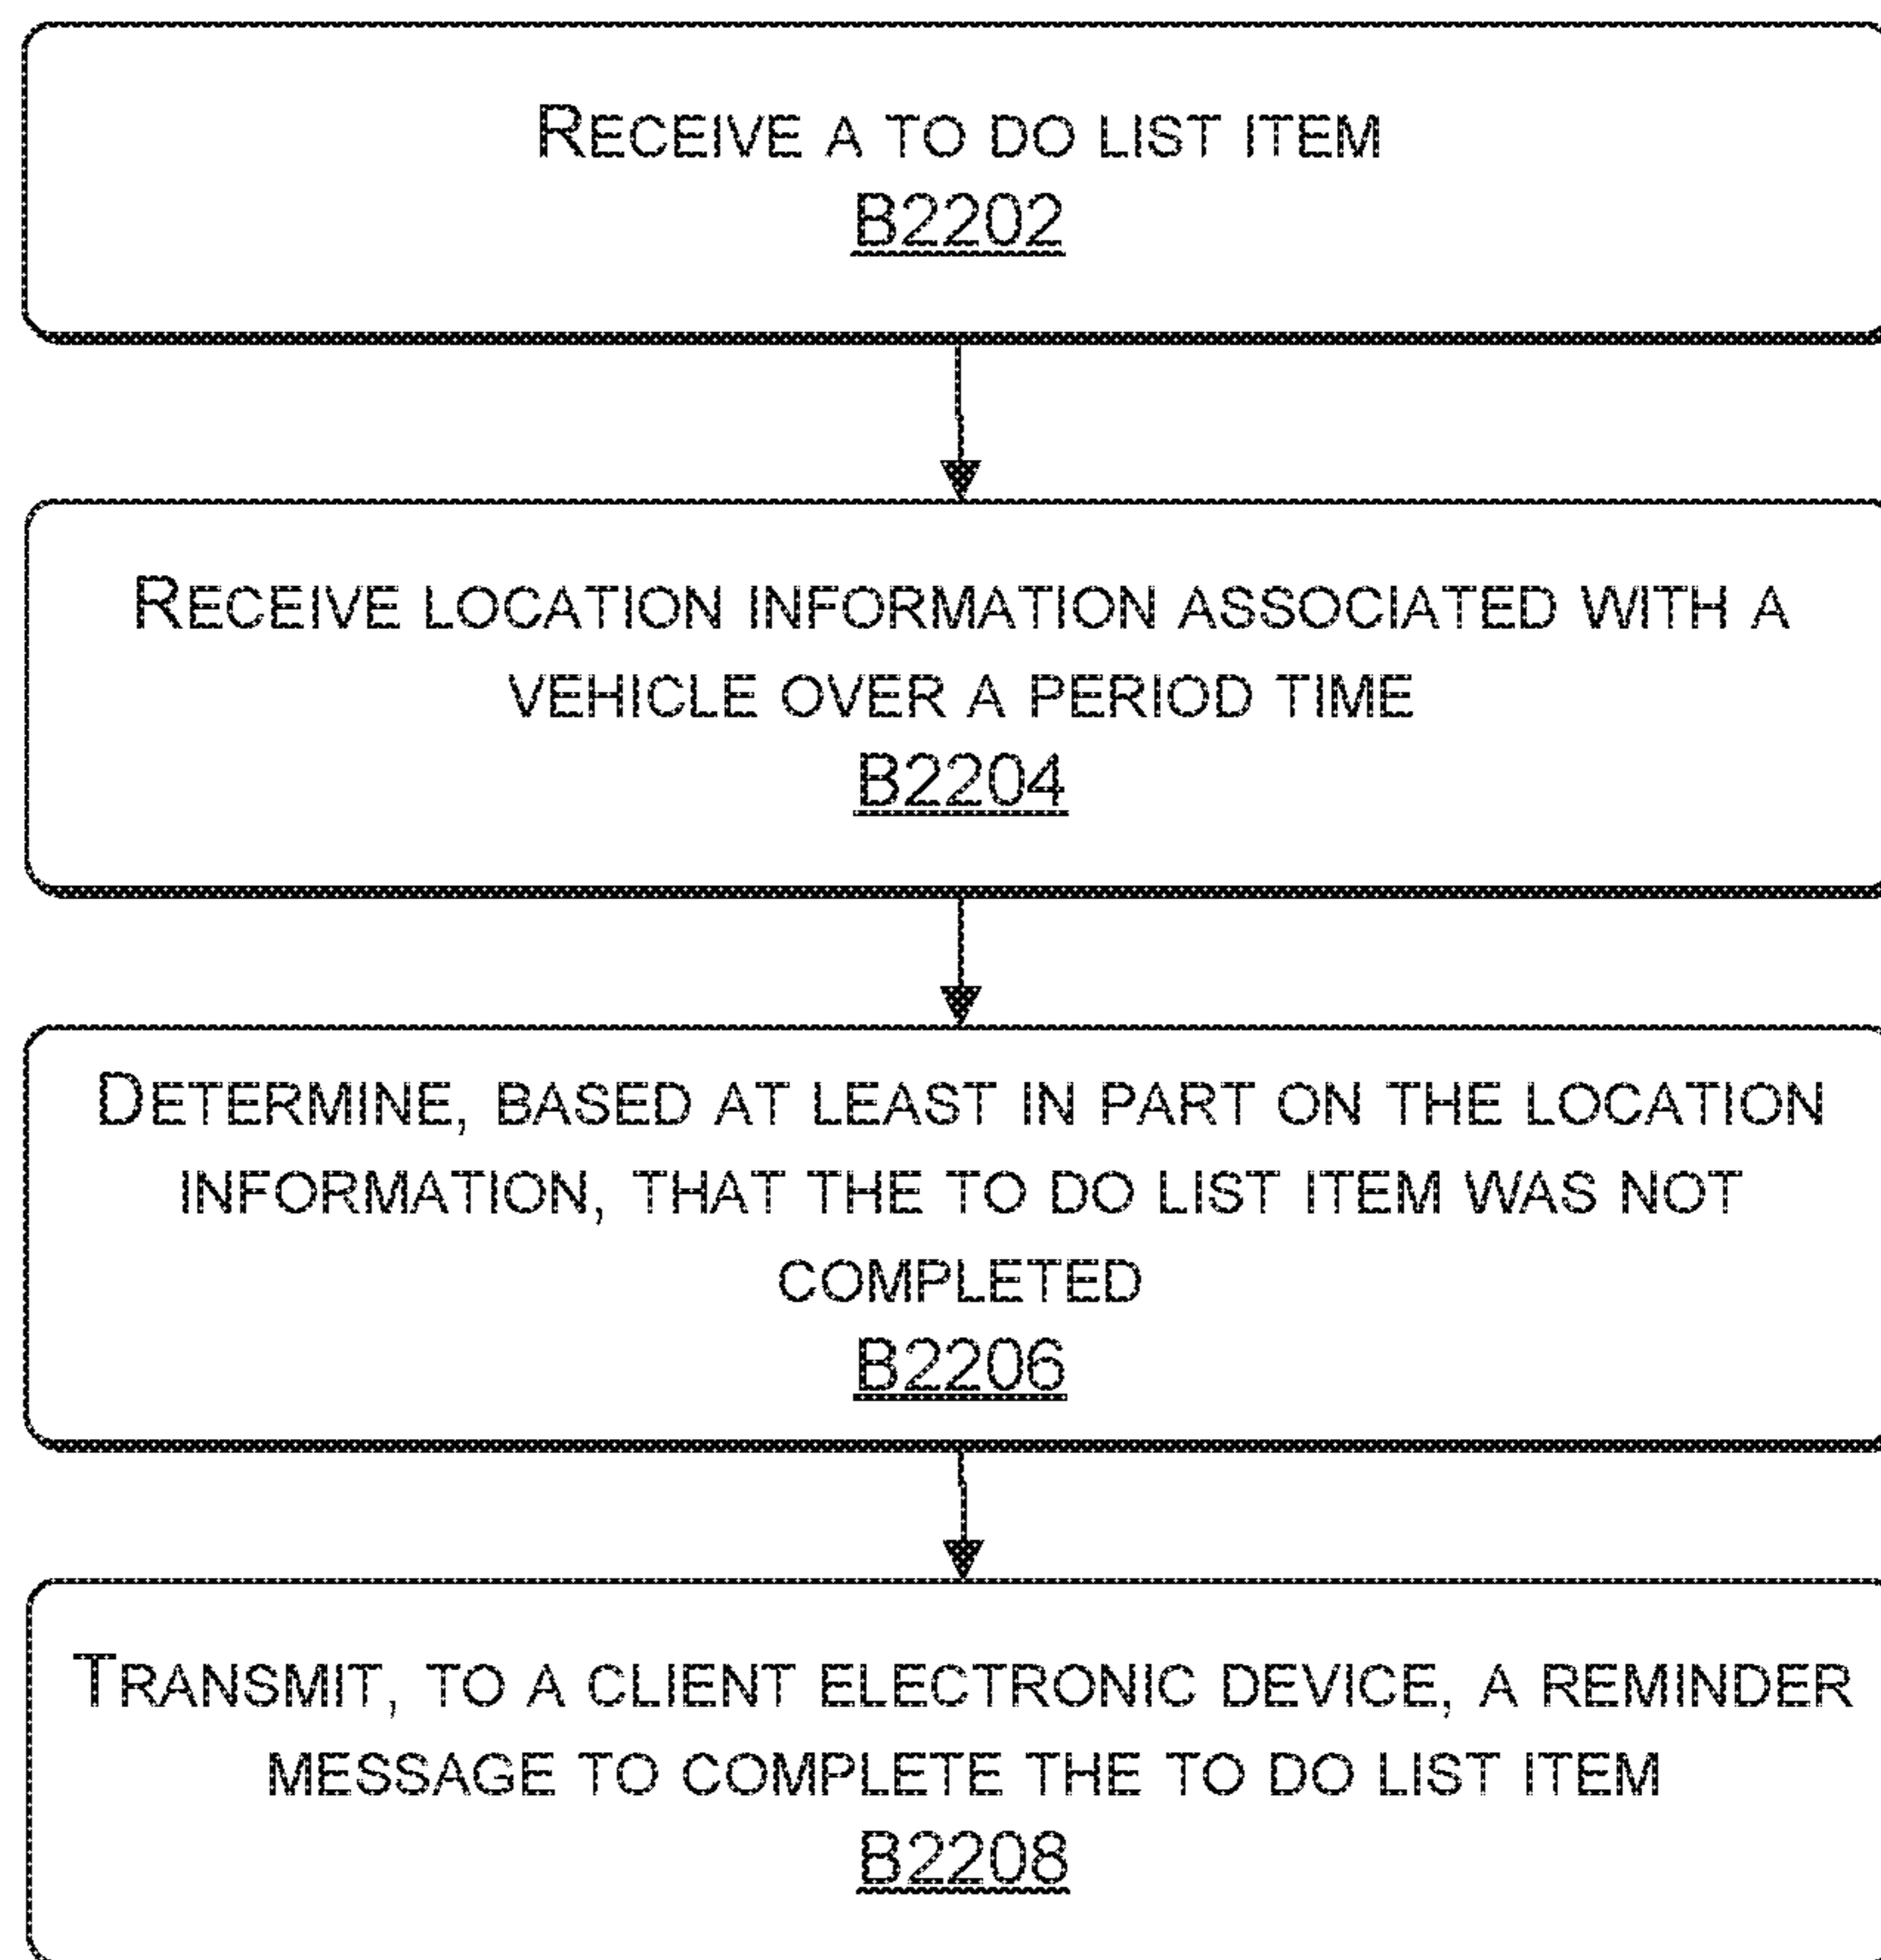 RECEIVE A TO DO LIST ITEM
B2202
RECEIVE LOCATION INFORMATION ASSOCIATED WITH A
VEHICLE OVER A PERIOD TIME
B2204
DETERMINE, BASED AT LEAST IN PART ON THE LOCATION
INFORMATION, THAT THE TO DO LIST ITEM WAS NOT
COMPLETED
B2206
TRANSMIT, TO A CLIENT ELECTRONIC DEVICE, A REMINDER
MESSAGE TO COMPLETE THE TO DO LIST ITEM
B2208